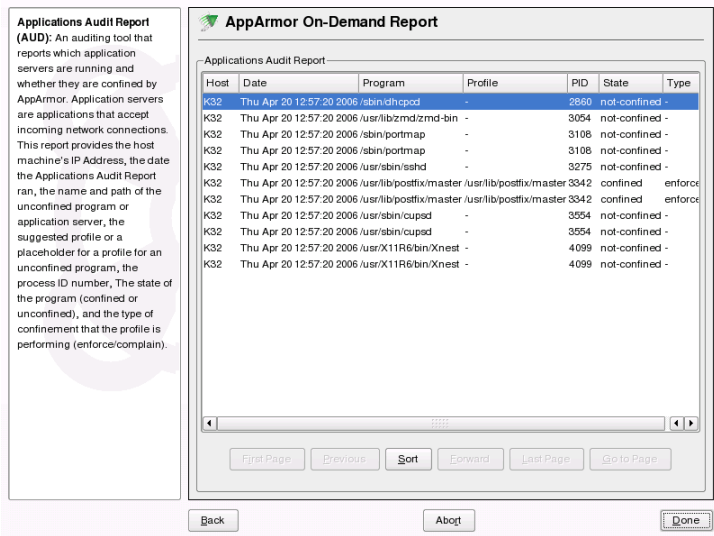 Applications Audit Report
(AUD): An auditing tool that
reports which application
servers are running and
whether they are confined by
AppArmor. Application servers
are applications that accept
incoming network connections.
This report provides the host
machine's IP Address, the date
the Applications Audit Report
ran, the name and path of the
unconfined program or
application server, the
suggested profile or a
placeholder for a profile for an
unconfined program, the
process ID number, The state of
the program (confined or
unconfined), and the type of
confinement that the profile is
performing (enforce/complain).
AppArmor On-Demand Report
Applications Audit Report
Host Date Program Profile PID State Type
K32 Thu Apr 20 12:57:20 2006 /sbin/dhcpcd - 2860 not-confined -
K32 Thu Apr 20 12:57:20 2006 /usr/lib/zmd/zmd-bin - 3054 not-confined -
K32 Thu Apr 20 12:57:20 2006 /sbin/portmap - 3108 not-confined -
K32 Thu Apr 20 12:57:20 2006 /sbin/portmap - 3108 not-confined -
K32 Thu Apr 20 12:57:20 2006 /usr/sbin/sshd - 3275 not-confined -
K32 Thu Apr 20 12:57:20 2006 /usr/lib/postfix/master /usr/lib/postfix/master 3342 confined enforce
K32 Thu Apr 20 12:57:20 2006 /usr/lib/postfix/master /usr/lib/postfix/master 3342 confined enforce
K32 Thu Apr 20 12:57:20 2006 /usr/sbin/cupsd - 3554 not-confined -
K32 Thu Apr 20 12:57:20 2006 /usr/sbin/cupsd - 3554 not-confined -
K32 Thu Apr 20 12:57:20 2006 /usr/X11R6/bin/Xnest - 4099 not-confined -
K32 Thu Apr 20 12:57:20 2006 /usr/X11R6/bin/Xnest - 4099 not-confined -
First Page Previous Sort Forward Last Page Go to Page
Back Abort Done